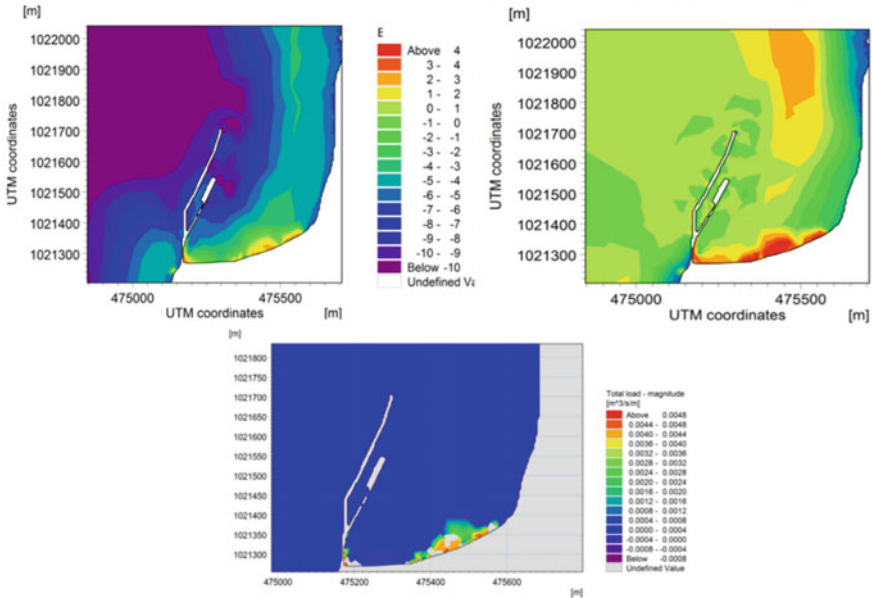 [m]
1022000
1021900
1021800
1021700
1021600
1021500
1021400
1021300
UTM coordinates
475000 475500
UTM coordinates [m]
E
Above 4
3 - 4
2 - 3
1 - 2
0 - 1
-1 - 0
-2 - -1
-3 - -2
-4 - -3
-5 - -4
-6 - -5
-7 - -6
-8 - -7
-9 - -8
-10 - -9
Below -10
Undefined Va
[m]
1022000
1021900
1021800
1021700
1021600
1021500
1021400
1021300
UTM coordinates
475000 475500
UTM coordinates [m]
[m]
1021800
1021750
1021700
1021650
1021600
1021550
1021500
1021450
1021400
1021350
1021300
475000 475200 475400 475600
[m]
Total load - magnitude
[m^3/s/m]
Above 0.0048
0.0044 - 0.0048
0.0040 - 0.0044
0.0036 - 0.0040
0.0032 - 0.0036
0.0028 - 0.0032
0.0024 - 0.0028
0.0020 - 0.0024
0.0016 - 0.0020
0.0012 - 0.0016
0.0008 - 0.0012
0.0004 - 0.0008
0.0000 - 0.0004
-0.0004 - 0.0000
-0.0008 - -0.0004
Below -0.0008
Undefined Value